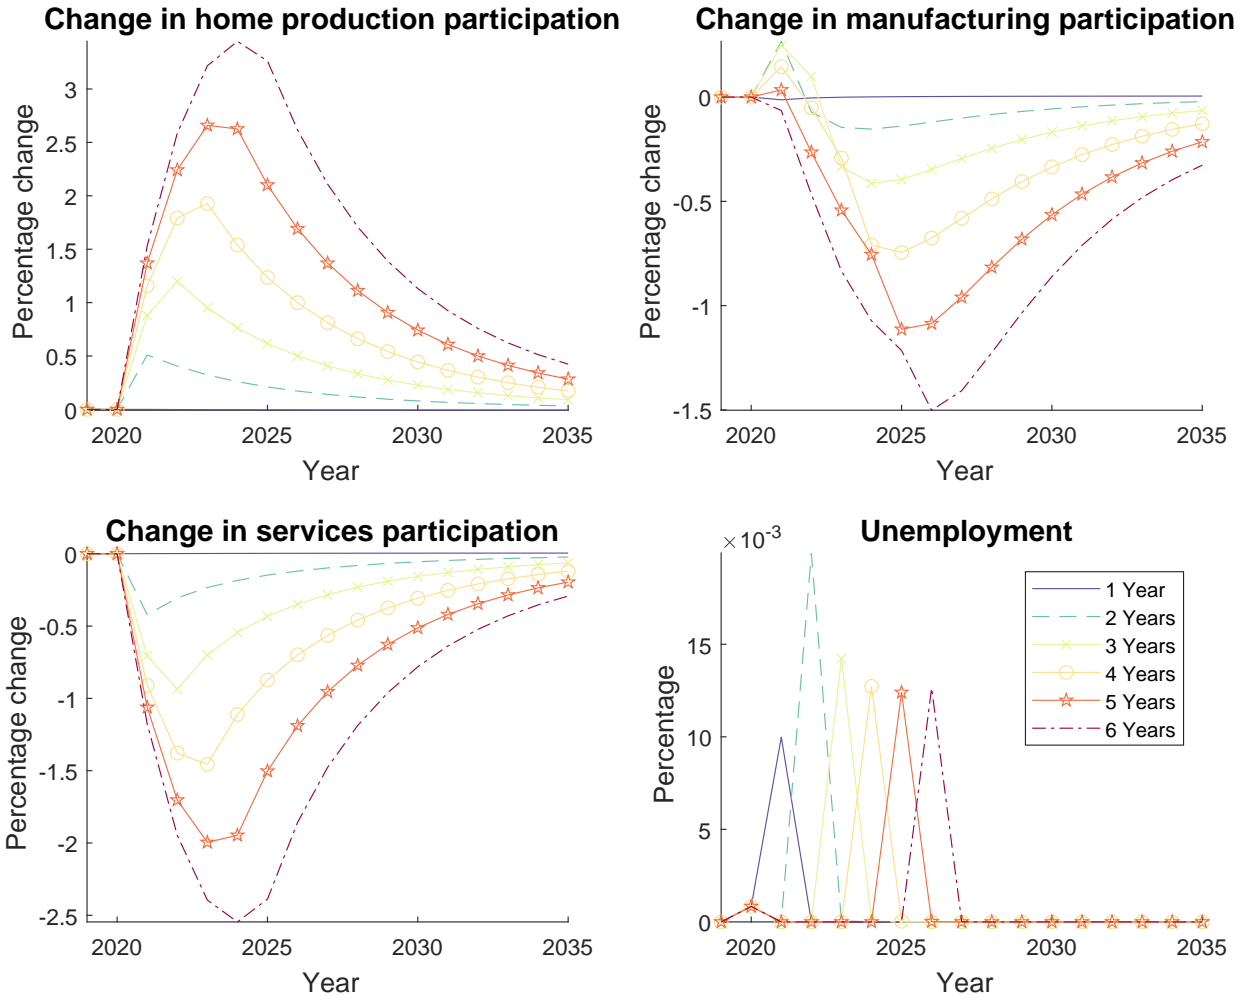 Change in home production participation
Percentage change
3
2.5
2
1.5
1
0.5
0
2020 2025 2030 2035
Year
Change in manufacturing participation
Percentage change
0
-0.5
-1
-1.5
2020 2025 2030 2035
Year
Change in services participation
Percentage change
0
-0.5
-1
-1.5
-2
-2.5
2020 2025 2030 2035
Year
Unemployment
×10-3
Percentage
15
10
5
0
2020 2025 2030 2035
Year
1 Year
2 Years
3 Years
4 Years
5 Years
6 Years